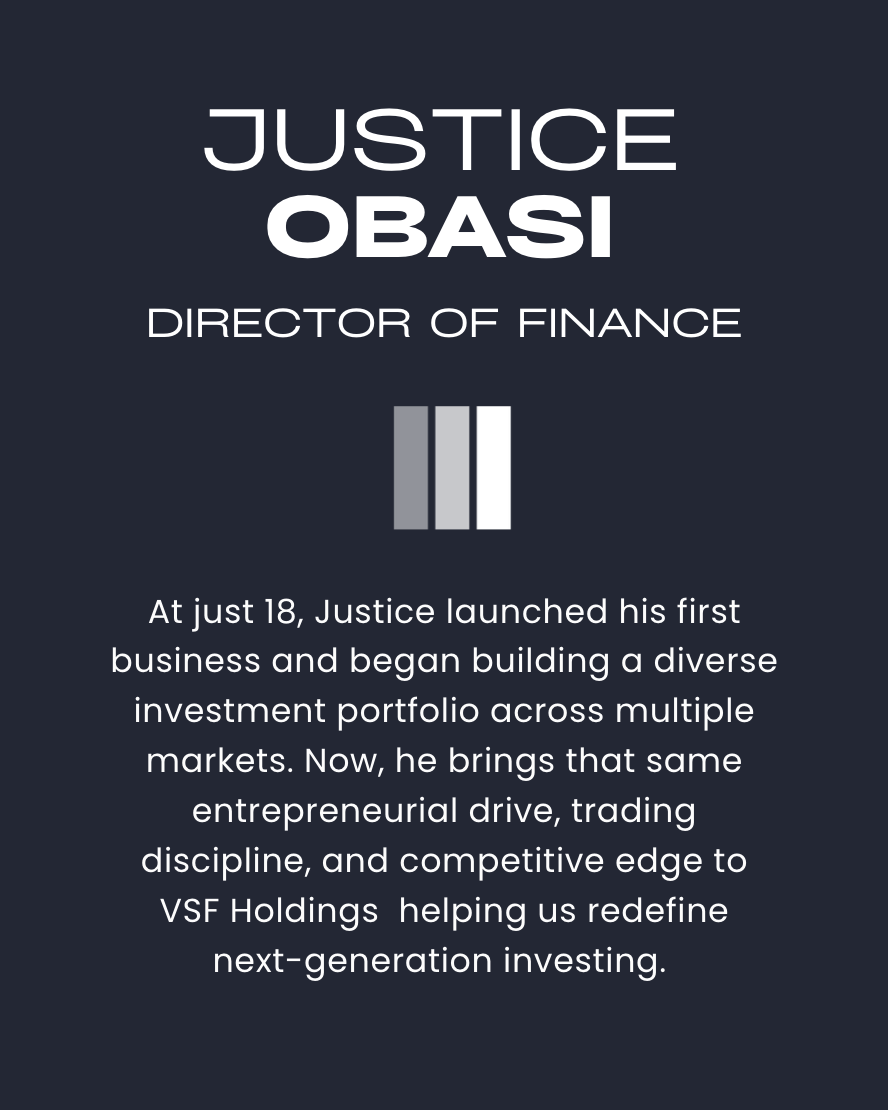 JUSTICE
OBASI
DIRECTOR OF FINANCE
At just 18, Justice launched his first
business and began building a diverse
investment portfolio across multiple
markets. Now, he brings that same
entrepreneurial drive, trading
discipline, and competitive edge to
VSF Holdings  helping us redefine
next-generation investing.